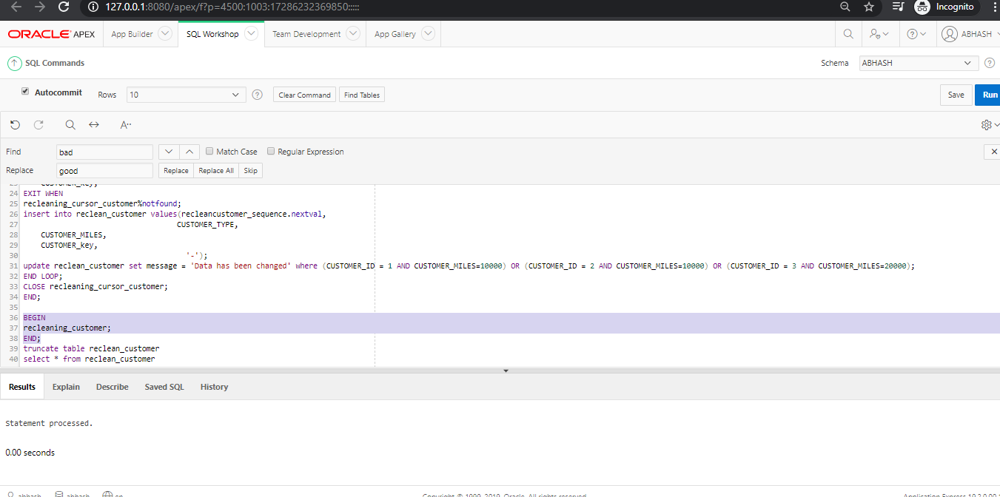 127.0.0.1:8080/apex/f?p=4500:1003:17286232369850:::::
Incognito
ORACLE APEX
App Builder
SQL Workshop
Team Development
App Gallery
ABHASH
SQL Commands
Schema
ABHASH
Autocommit
Rows
10
Clear Command
Find Tables
Save
Run
A
Find
bad
Match Case
Regular Expression
Replace
good
Replace
Replace All
Skip
23 CUSTOMER_key,
24 EXIT WHEN
25 recleaning_cursor_customer%notfound;
26 insert into reclean_customer values(recleancustomer_sequence.nextval,
27 CUSTOMER_TYPE,
28 CUSTOMER_MILES,
29 CUSTOMER_key,
30 '-');
31 update reclean_customer set message = 'Data has been changed' where (CUSTOMER_ID = 1 AND CUSTOMER_MILES=10000) OR (CUSTOMER_ID = 2 AND CUSTOMER_MILES=10000) OR (CUSTOMER_ID = 3 AND CUSTOMER_MILES=20000);
32 END LOOP;
33 CLOSE recleaning_cursor_customer;
34 END;
35
36 BEGIN
37 recleaning_customer;
38 END;
39 truncate table reclean_customer
40 select * from reclean_customer
Results
Explain
Describe
Saved SQL
History
Statement processed.
0.00 seconds
abhash
abhash
en
Copyright © 1999, 2019, Oracle. All rights reserved.
Application Express 19.2.0.00.